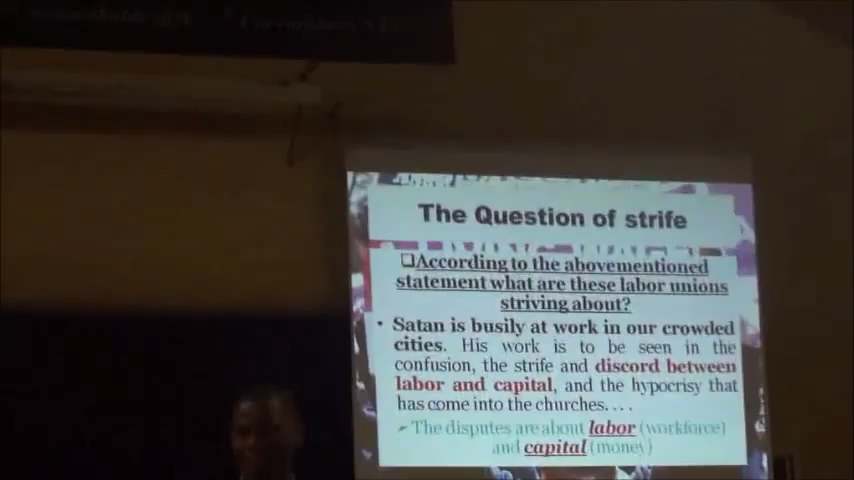 The Question of strife
❑According to the abovementioned
statement what are these labor unions
striving about?
• Satan is busily at work in our crowded
cities. His work is to be seen in the
confusion, the strife and discord between
labor and capital, and the hypocrisy that
has come into the churches. . . .
➢ The disputes are about labor (workforce)
and capital (money)